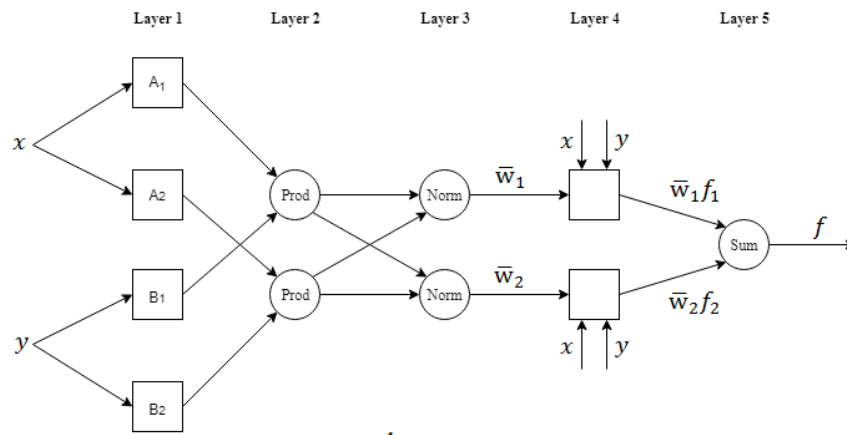 Layer 1 Layer 2 Layer 3 Layer 4 Layer 5
A1
x y
x
w̅1
w̅1f1
A2
Prod
Norm
f
Sum
B1
Prod
Norm
w̅2
w̅2f2
y
x y
B2